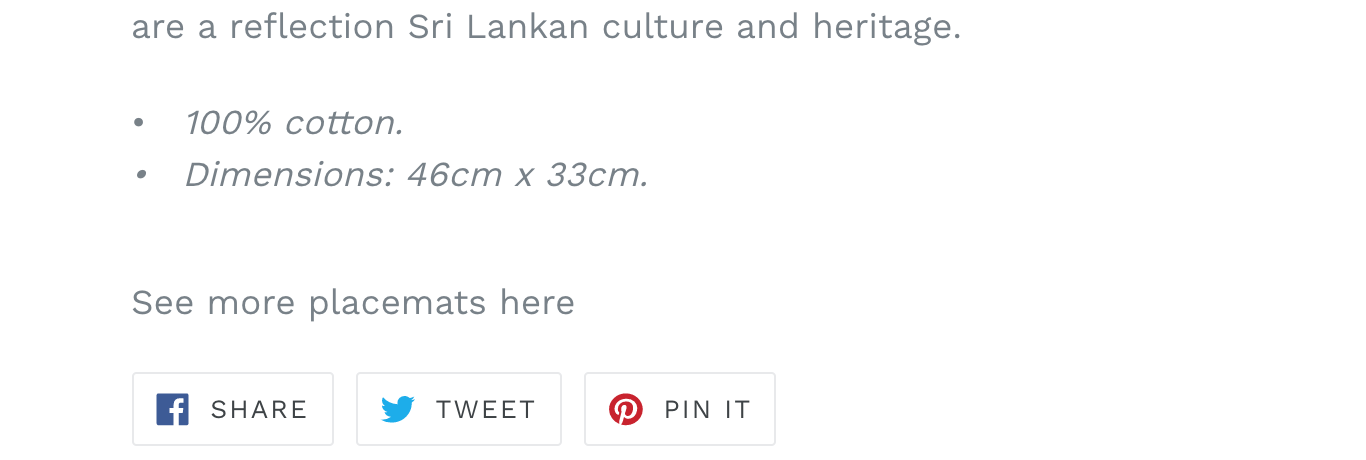 are a reflection Sri Lankan culture and heritage.
• 100% cotton.
• Dimensions: 46cm x 33cm.
See more placemats here
SHARE TWEET PIN IT